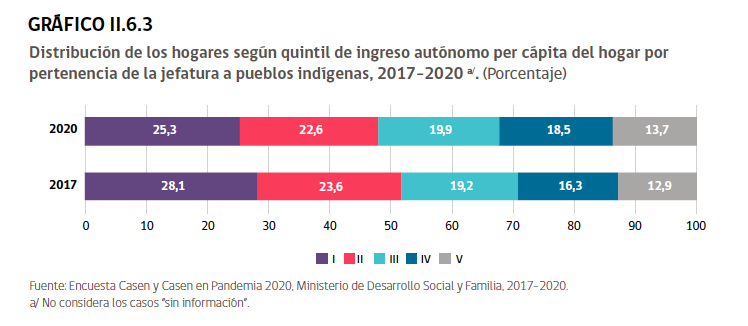 GRÁFICO II.6.3
Distribución de los hogares según quintil de ingreso autónomo per cápita del hogar por
pertenencia de la jefatura a pueblos indígenas, 2017-2020 a/. (Porcentaje)
2020 25,3 22,6 19,9 18,5 13,7
2017 28,1 23,6 19,2 16,3 12,9
0 10 20 30 40 50 60 70 80 90 100
I II III IV V
Fuente: Encuesta Casen y Casen en Pandemia 2020, Ministerio de Desarrollo Social y Familia, 2017-2020.
a/ No considera los casos “sin información”.